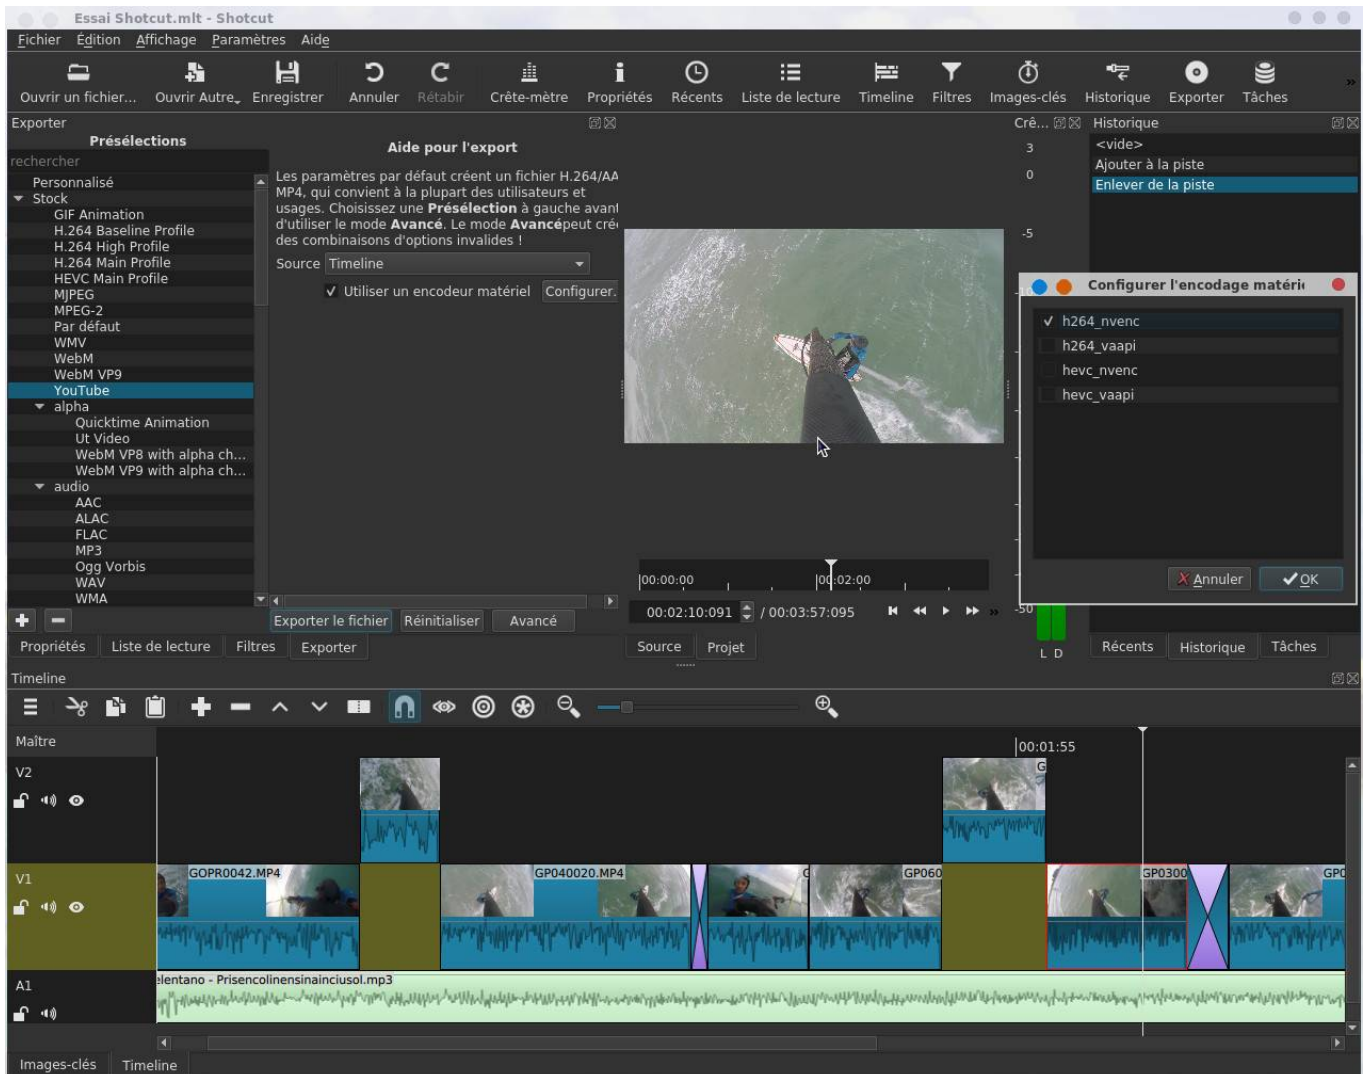 Essai Shotcut.mlt - Shotcut
Fichier Édition Affichage Paramètres Aide
Ouvrir un fichier... Ouvrir Autre Enregistrer Annuler Rétabir Crête-mètre Propriétés Récents Liste de lecture Timeline Filtres Images-clés Historique Exporter Tâches
Exporter
Présélections
rechercher
Personnalisé
Stock
GIF Animation
H.264 Baseline Profile
H.264 High Profile
H.264 Main Profile
HEVC Main Profile
MJPEG
MPEG-2
Par défaut
WMV
WebM
WebM VP9
YouTube
alpha
Quicktime Animation
Ut Video
WebM VP8 with alpha ch...
WebM VP9 with alpha ch...
audio
AAC
ALAC
FLAC
MP3
Ogg Vorbis
WAV
WMA
Aide pour l'export
Les paramètres par défaut créent un fichier H.264/AA
MP4, qui convient à la plupart des utilisateurs et
usages. Choisissez une Présélection à gauche avant
d'utiliser le mode Avancé. Le mode Avancépeut cré
des combinaisons d'options invalides !
Source Timeline
Utiliser un encodeur matériel Configurer.
Exporter le fichier Réinitialiser Avancé
Propriétés Liste de lecture Filtres Exporter
00:00:00 00:02:00
00:02:10:091 / 00:03:57:095
Source Projet
Crê...
3
0
-5
-10
-50
L D
Historique
<vide>
Ajouter à la piste
Enlever de la piste
Configurer l'encodage matéri
h264_nvenc
h264_vaapi
hevc_nvenc
hevc_vaapi
Annuler OK
Récents Historique Tâches
Timeline
Maître
00:01:55
V2
G
V1
GOPR0042.MP4 GP040020.MP4 G GP060 GP0300 GP0
A1
elentano - Prisencolinensinainciusol.mp3
Images-clés Timeline